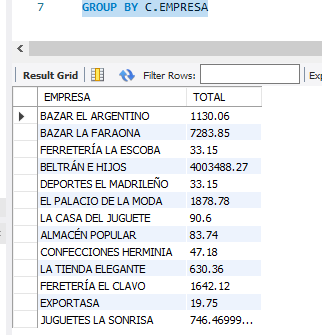 7 GROUP BY C.EMPRESA
Result Grid Filter Rows: Exp
EMPRESA TOTAL
BAZAR EL ARGENTINO 1130.06
BAZAR LA FARAONA 7283.85
FERRETERÍA LA ESCOBA 33.15
BELTRÁN E HIJOS 4003488.27
DEPORTES EL MADRILEÑO 33.15
EL PALACIO DE LA MODA 1878.78
LA CASA DEL JUGUETE 90.6
ALMACÉN POPULAR 83.74
CONFECCIONES HERMINIA 47.18
LA TIENDA ELEGANTE 630.36
FERETERÍA EL CLAVO 1642.12
EXPORTASA 19.75
JUGUETES LA SONRISA 746.46999...